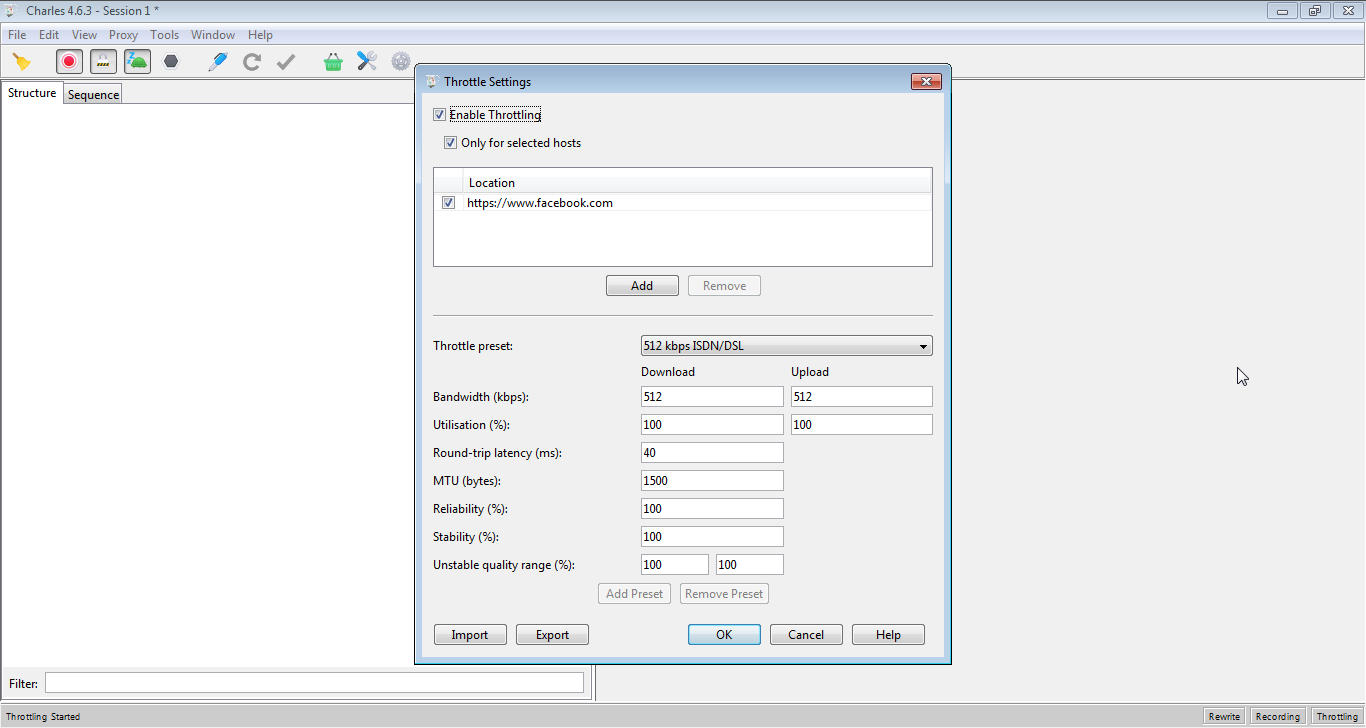 Charles 4.6.3 - Session 1 *
File Edit View Proxy Tools Window Help
Structure Sequence
Throttle Settings
Enable Throttling
Only for selected hosts
Location
https://www.facebook.com
Add Remove
Throttle preset: 512 kbps ISDN/DSL
Download Upload
Bandwidth (kbps): 512 512
Utilisation (%): 100 100
Round-trip latency (ms): 40
MTU (bytes): 1500
Reliability (%): 100
Stability (%): 100
Unstable quality range (%): 100 100
Add Preset Remove Preset
Import Export OK Cancel Help
Filter:
Throttling Started Rewrite Recording Throttling